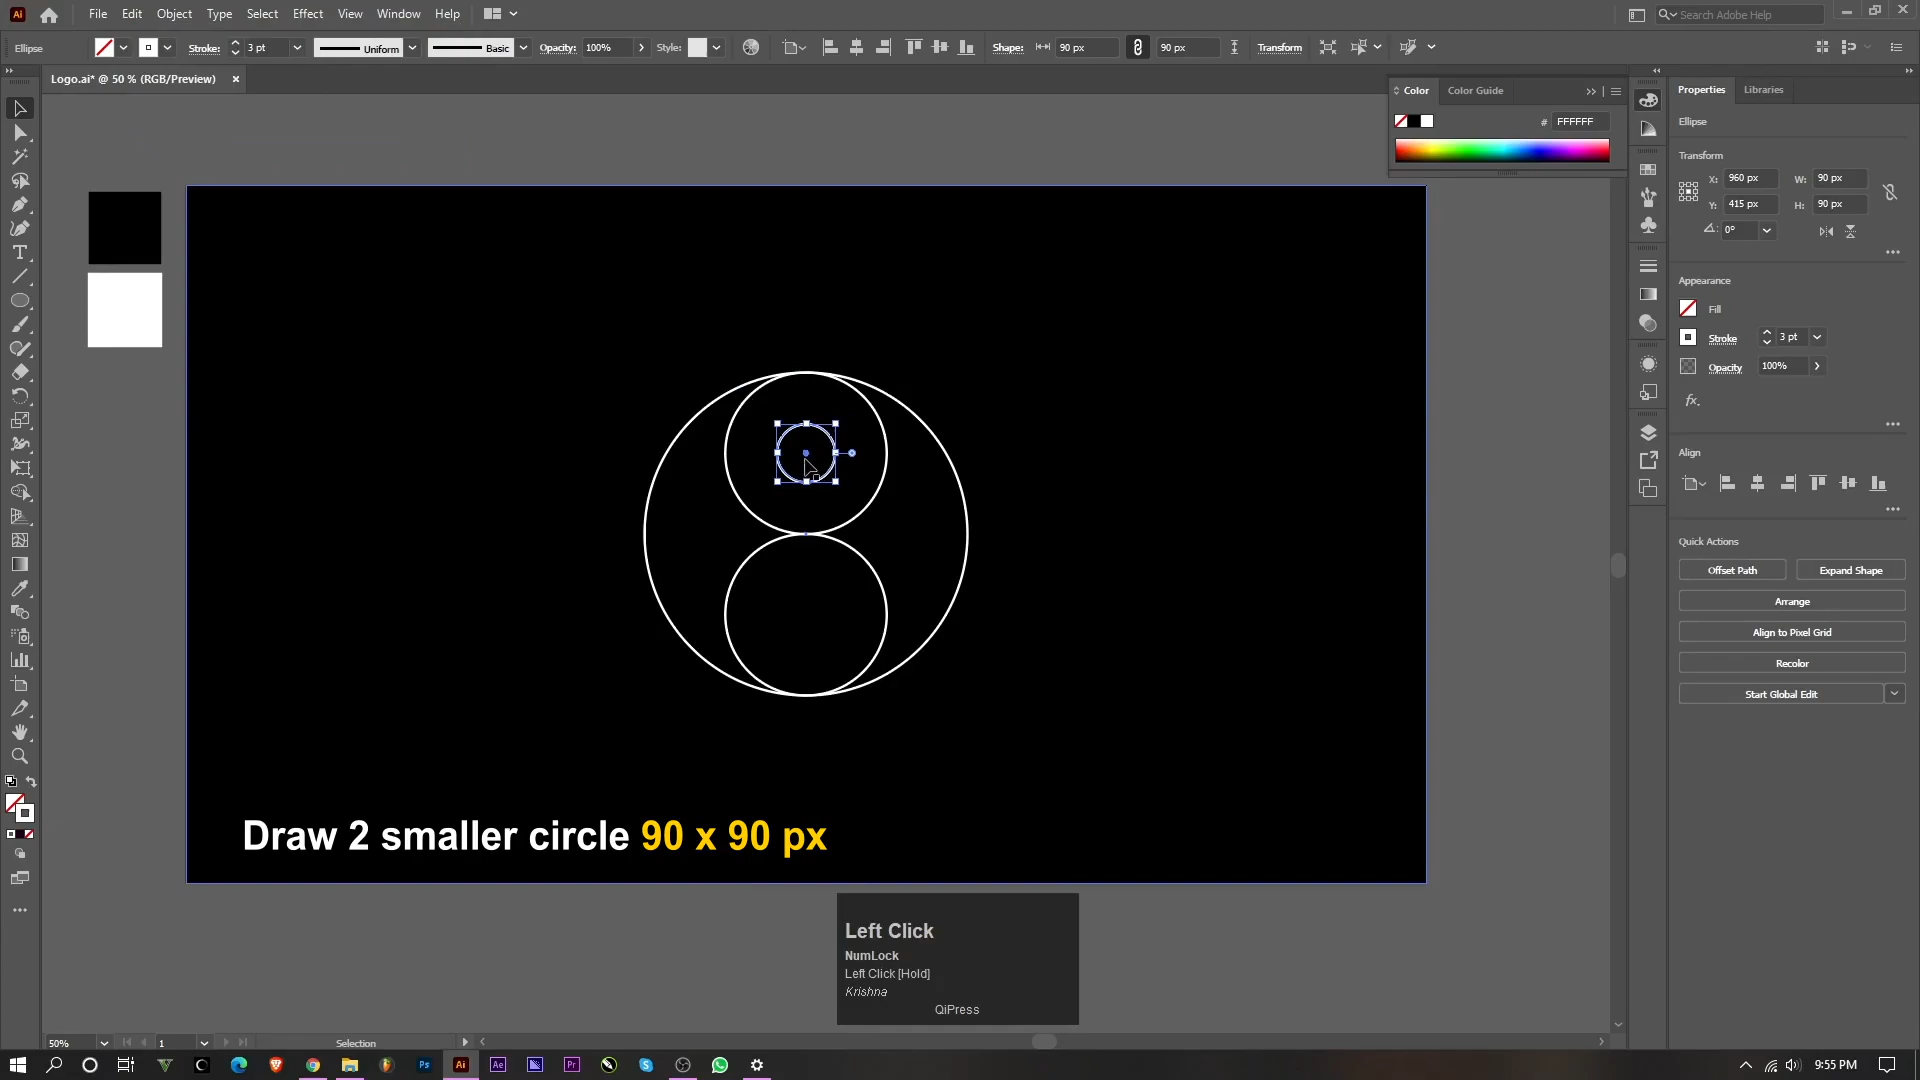 File Edit Object Type Select Effect View Window Help
Search Adobe Help
Ellipse Stroke: 3 pt Uniform Basic Opacity: 100% Style: Shape: 90 px 90 px Transform
Logo.ai* @ 50 % (RGB/Preview) ×
Color Color Guide
# FFFFFF
Properties Libraries
Ellipse
Transform
X: 960 px W: 90 px
Y: 415 px H: 90 px
0°
Appearance
Fill
Stroke 3 pt
Opacity 100%
fx.
Align
Quick Actions
Offset Path Expand Shape
Arrange
Align to Pixel Grid
Recolor
Start Global Edit
Draw 2 smaller circle 90 x 90 px
Left Click
NumLock
Left Click [Hold]
Krishna
QiPress
50% 1 Selection
Ps Ai Ae Pr 9:55 PM